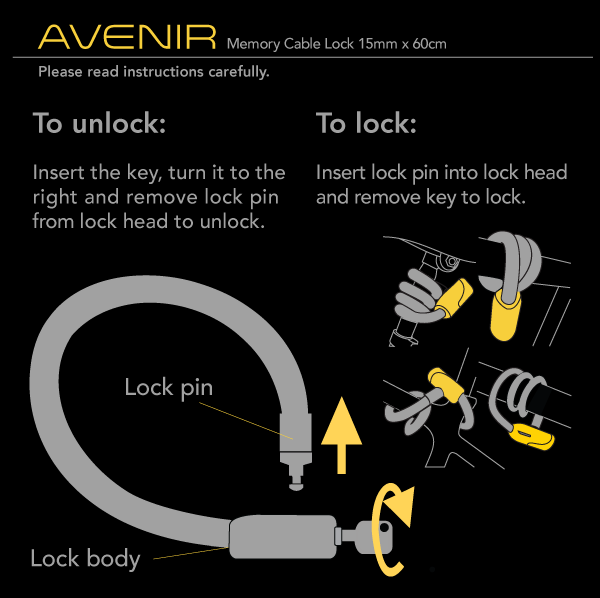 AVENIR Memory Cable Lock 15mm x 60cm
Please read instructions carefully.
To unlock:
Insert the key, turn it to the
right and remove lock pin
from lock head to unlock.
To lock:
Insert lock pin into lock head
and remove key to lock.
Lock pin
Lock body